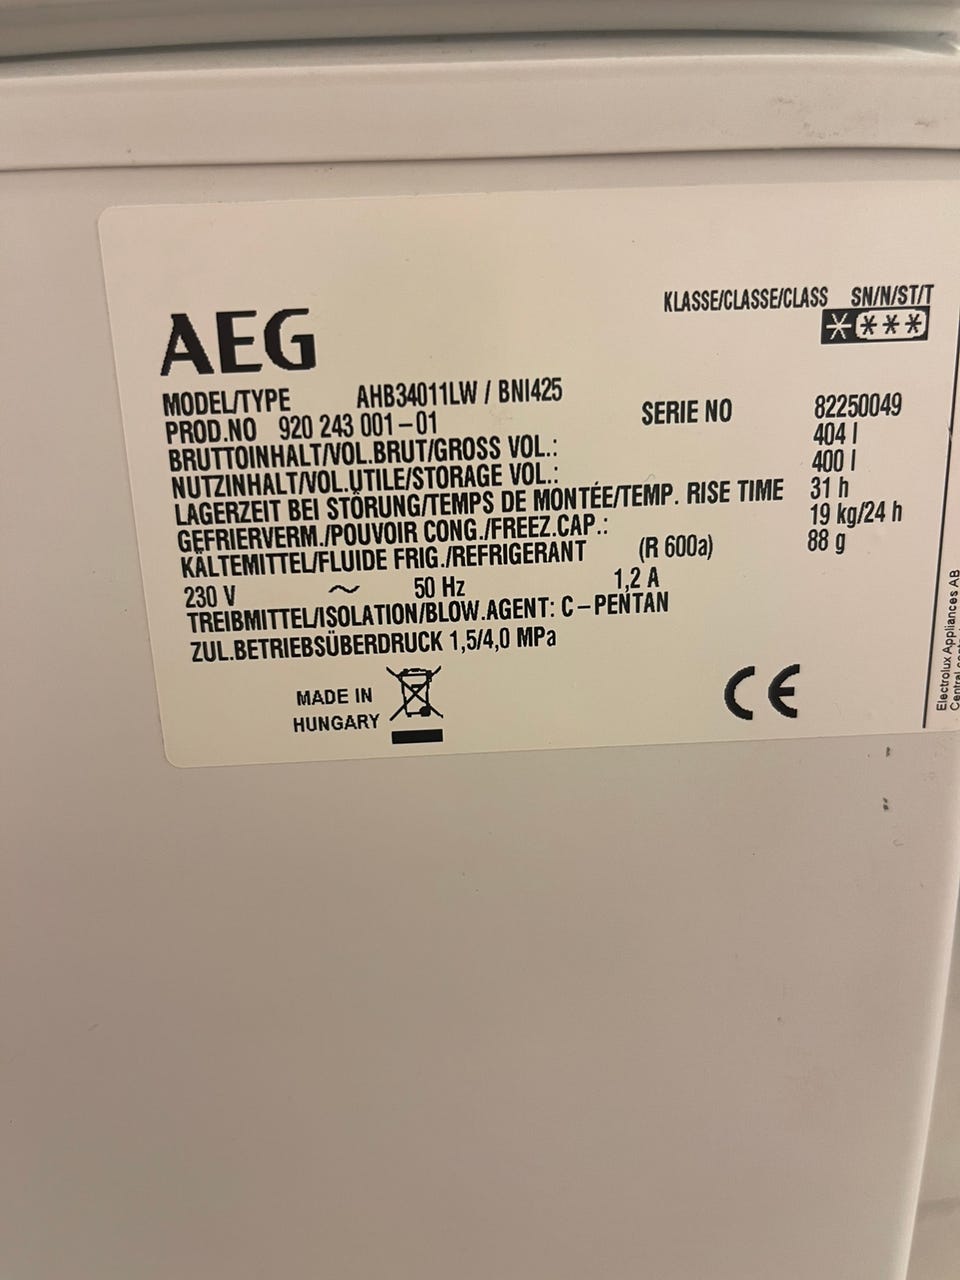 KLASSE/CLASSE/CLASS SN/N/ST/T
AEG
MODEL/TYPE AHB34011LW / BNI425
PROD.NO 920 243 001-01 SERIE NO 82250049
BRUTTOINHALT/VOL.BRUT/GROSS VOL.: 404 l
NUTZINHALT/VOL.UTILE/STORAGE VOL.: 400 l
LAGERZEIT BEI STÖRUNG/TEMPS DE MONTÉE/TEMP. RISE TIME 31 h
GEFRIERVERM./POUVOIR CONG./FREEZ.CAP.: 19 kg/24 h
KÄLTEMITTEL/FLUIDE FRIG./REFRIGERANT (R 600a) 88 g
230 V ~ 50 Hz 1,2 A
TREIBMITTEL/ISOLATION/BLOW.AGENT: C-PENTAN
ZUL.BETRIEBSÜBERDRUCK 1,5/4,0 MPa
MADE IN
HUNGARY
CE
Electrolux Appliances AB